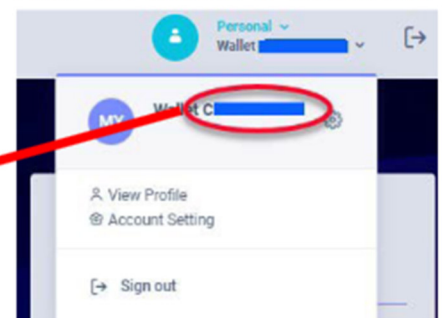 Personal
Wallet
MY
Wallet C
View Profile
Account Setting
Sign out